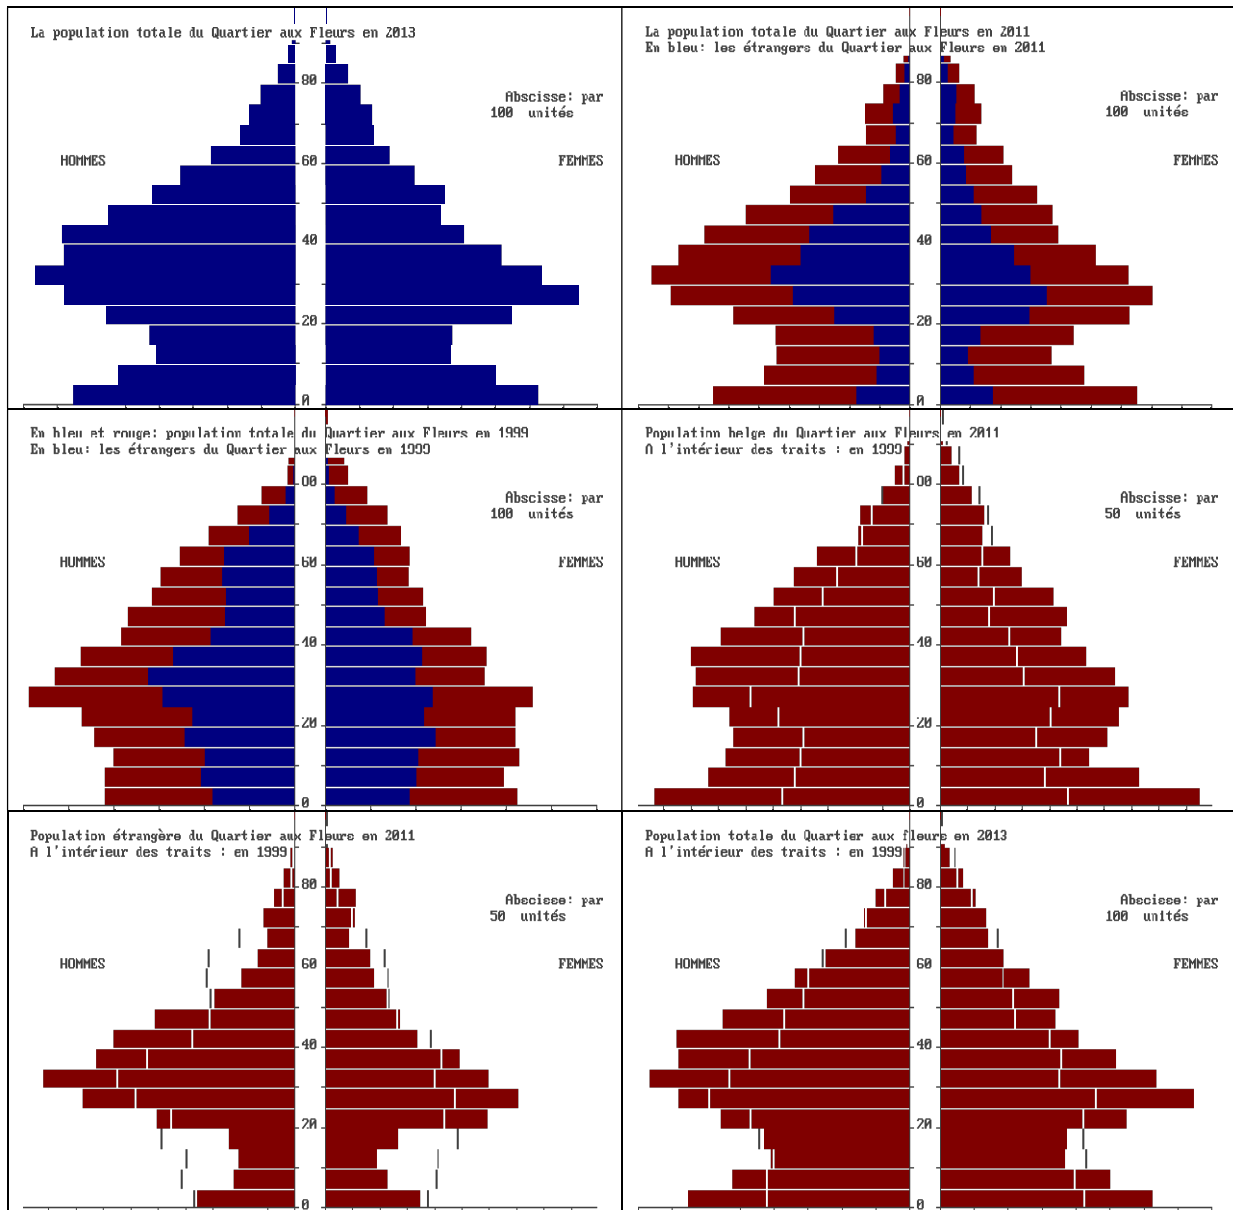 La population totale du Quartier aux Fleurs en 2013
80
Abscisse: par
100 unités
HOMMES
60
FEMMES
40
20
0
La population totale du Quartier aux Fleurs en 2011
En bleu: les étrangers du Quartier aux Fleurs en 2011
80
Abscisse: par
100 unités
HOMMES
60
FEMMES
40
20
0
En bleu et rouge: population totale du Quartier aux Fleurs en 1999
En bleu: les étrangers du Quartier aux Fleurs en 1999
80
Abscisse: par
100 unités
HOMMES
60
FEMMES
40
20
0
Population belge du Quartier aux Fleurs en 2011
A l'intérieur des traits : en 1999
80
Abscisse: par
50 unités
HOMMES
60
FEMMES
40
20
0
Population étrangère du Quartier aux Fleurs en 2011
A l'intérieur des traits : en 1999
80
Abscisse: par
50 unités
HOMMES
60
FEMMES
40
20
0
Population totale du Quartier aux fleurs en 2013
A l'intérieur des traits : en 1999
80
Abscisse: par
100 unités
HOMMES
60
FEMMES
40
20
0